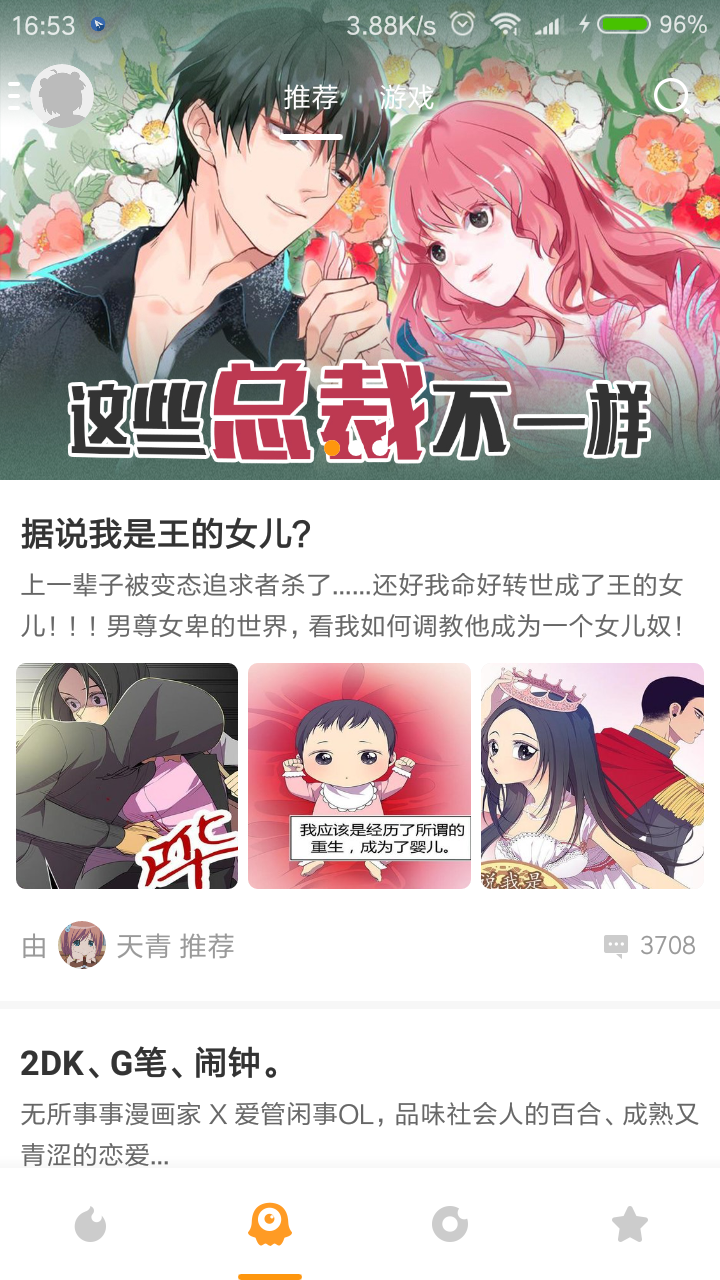 16:53
3.88K/s
96%
推荐
游戏
这些总裁不一样
据说我是王的女儿?
上一辈子被变态追求者杀了......还好我命好转世成了王的女
儿！！！男尊女卑的世界，看我如何调教他成为一个女儿奴！
哗
我应该是经历了所谓的
重生，成为了婴儿。
说我是
由 天青 推荐
3708
2DK、G笔、闹钟。
无所事事漫画家 X 爱管闲事OL，品味社会人的百合、成熟又
青涩的恋爱...